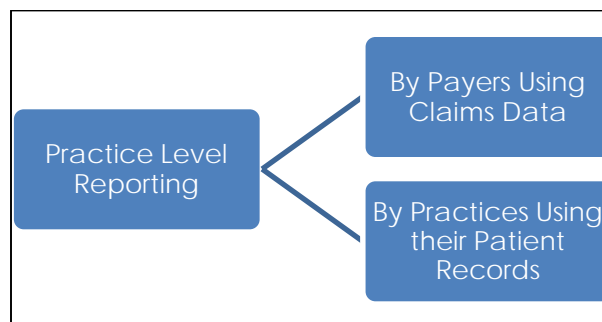 Practice Level
Reporting
By Payers Using
Claims Data
By Practices Using
their Patient
Records